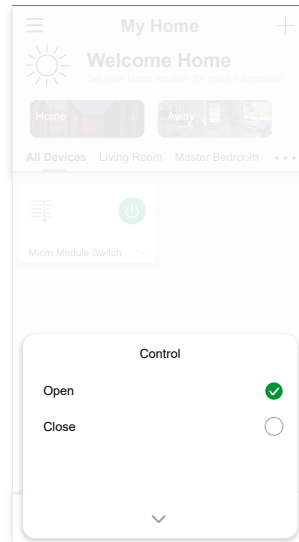 My Home
Welcome Home
Set your home location for more information
Home
Away
All Devices Living Room Master Bedroom
Micro Module Switch
Control
Open
Close